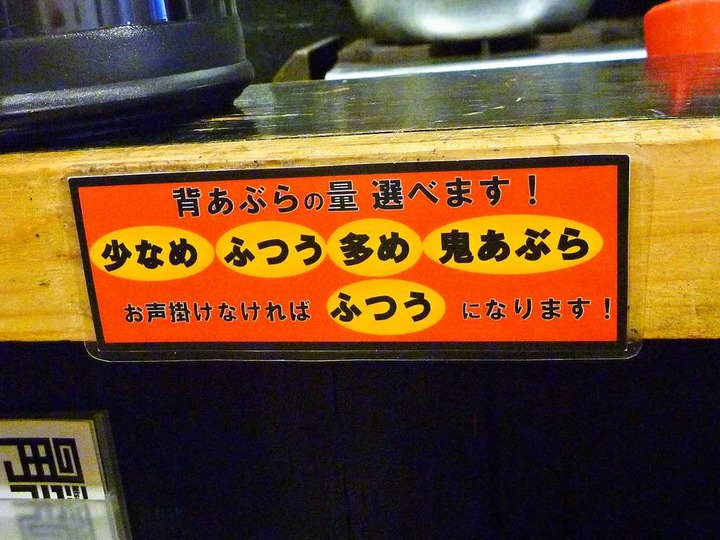 背あぶらの量 選べます！
少なめ ふつう 多め 鬼あぶら
お声掛けなければ ふつう になります！